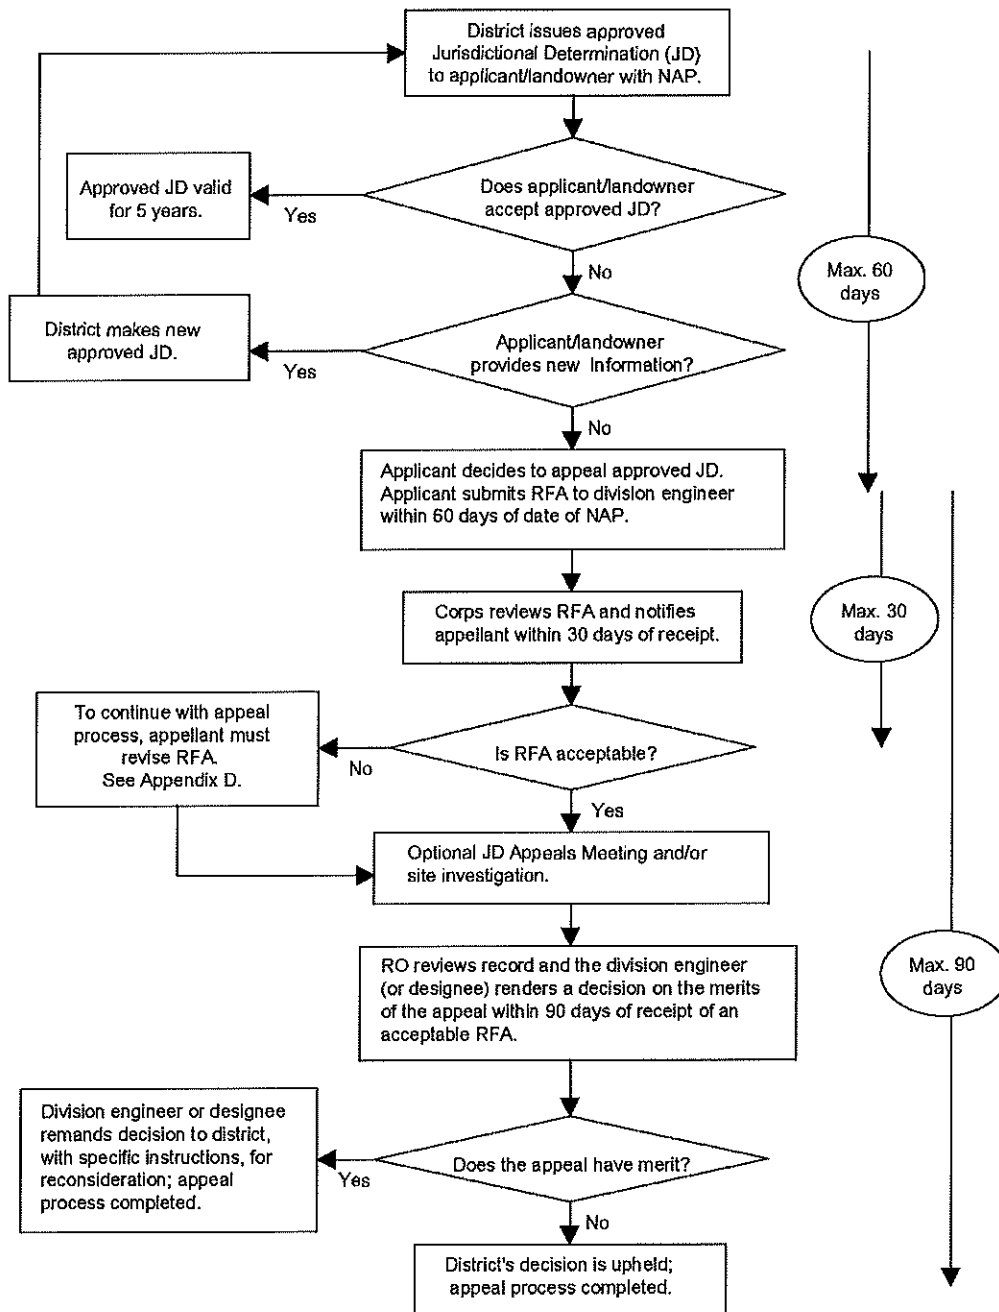 District issues approved
Jurisdictional Determination (JD)
to applicant/landowner with NAP.
Does applicant/landowner
accept approved JD?
Yes
Approved JD valid
for 5 years.
No
Max. 60
days
Applicant/landowner
provides new Information?
Yes
District makes new
approved JD.
No
Applicant decides to appeal approved JD.
Applicant submits RFA to division engineer
within 60 days of date of NAP.
Corps reviews RFA and notifies
appellant within 30 days of receipt.
Max. 30
days
Is RFA acceptable?
No
To continue with appeal
process, appellant must
revise RFA.
See Appendix D.
Yes
Optional JD Appeals Meeting and/or
site investigation.
RO reviews record and the division engineer
(or designee) renders a decision on the merits
of the appeal within 90 days of receipt of an
acceptable RFA.
Max. 90
days
Does the appeal have merit?
Yes
Division engineer or designee
remands decision to district,
with specific instructions, for
reconsideration; appeal
process completed.
No
District's decision is upheld;
appeal process completed.